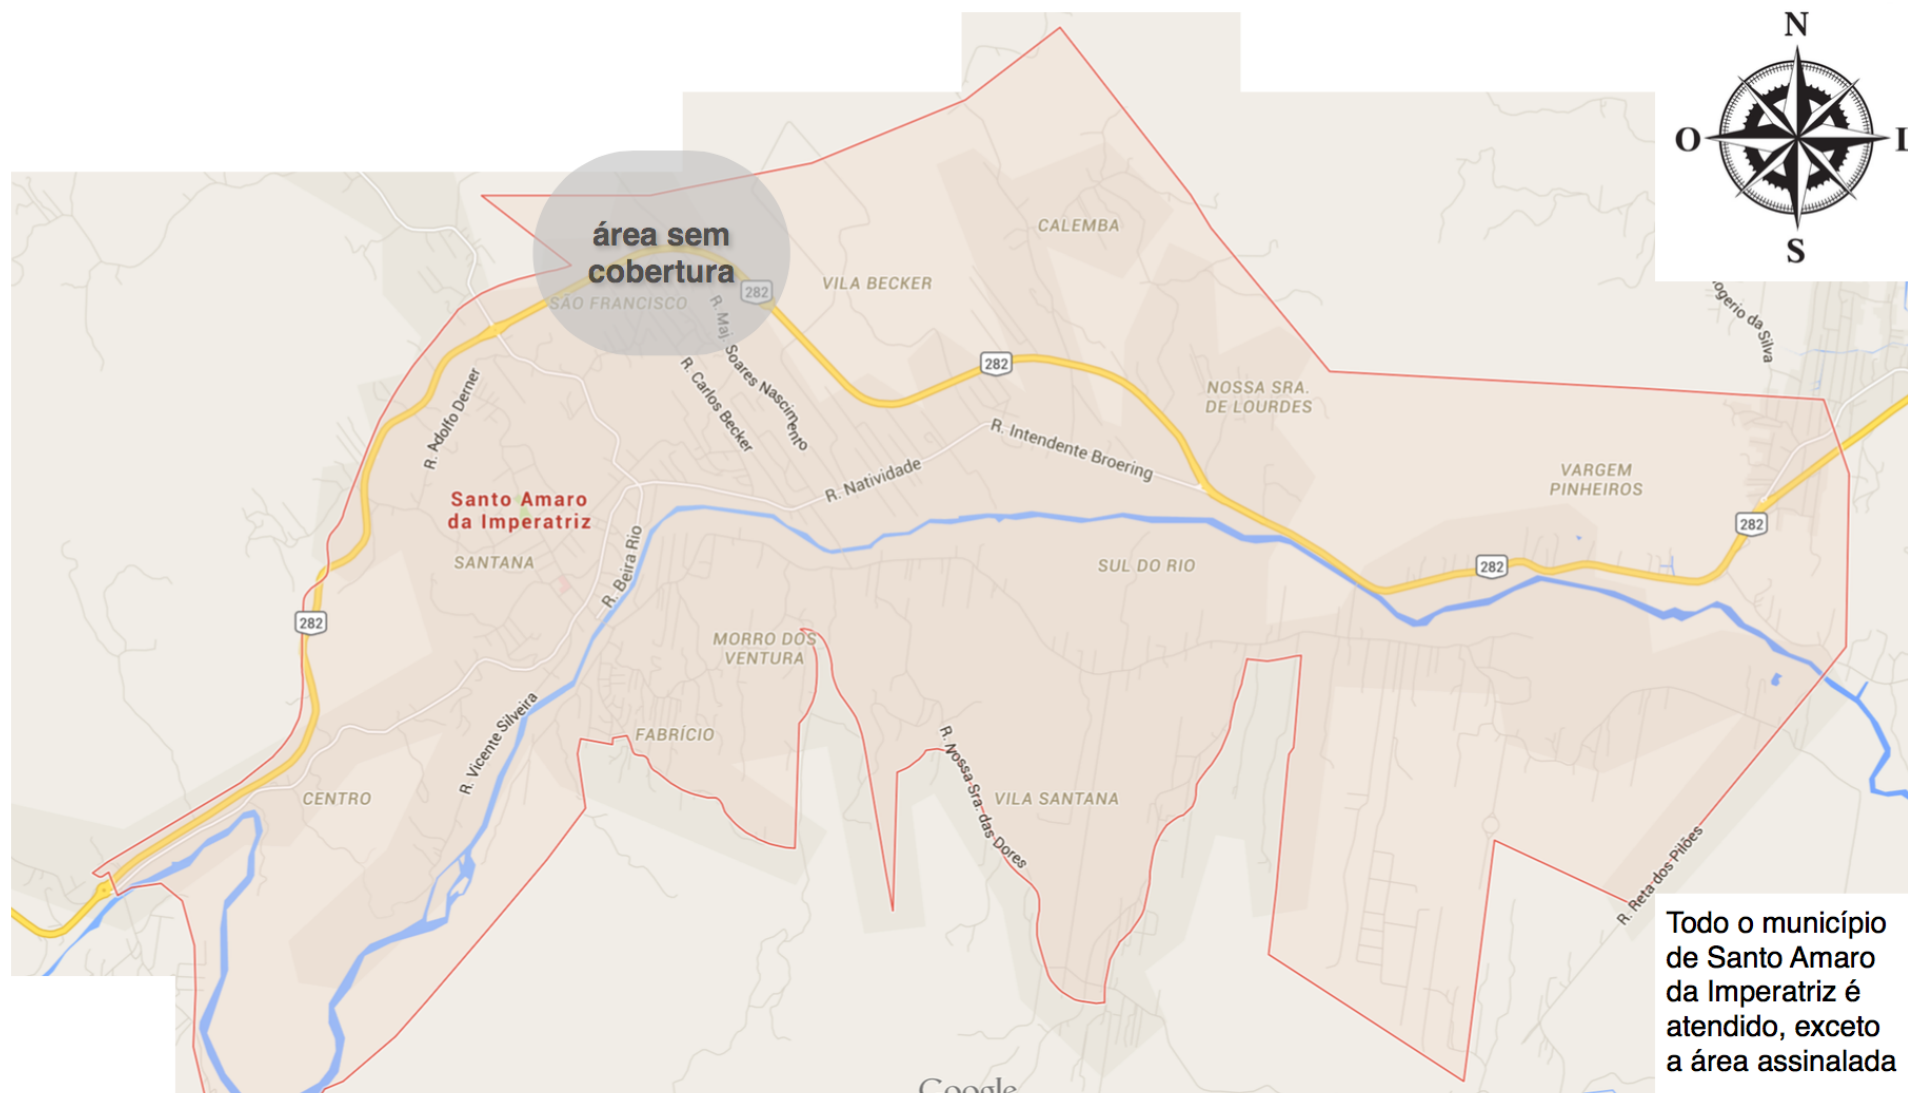 N
O
L
S
área sem
cobertura
SÃO FRANCISCO
282
VILA BECKER
CALEMBA
R. Maj. Soares Nascimento
R. Carlos Becker
R. Adolfo Derner
282
NOSSA SRA.
DE LOURDES
R. Intendente Broering
R. Natividade
VARGEM
PINHEIROS
282
Santo Amaro
da Imperatriz
SANTANA
R. Beira Rio
SUL DO RIO
282
282
MORRO DOS
VENTURA
FABRÍCIO
R. Vicente Silveira
CENTRO
R. Nossa Sra. das Dores
VILA SANTANA
R. Reta dos Pilões
da Silva
Todo o município
de Santo Amaro
da Imperatriz é
atendido, exceto
a área assinalada
Google